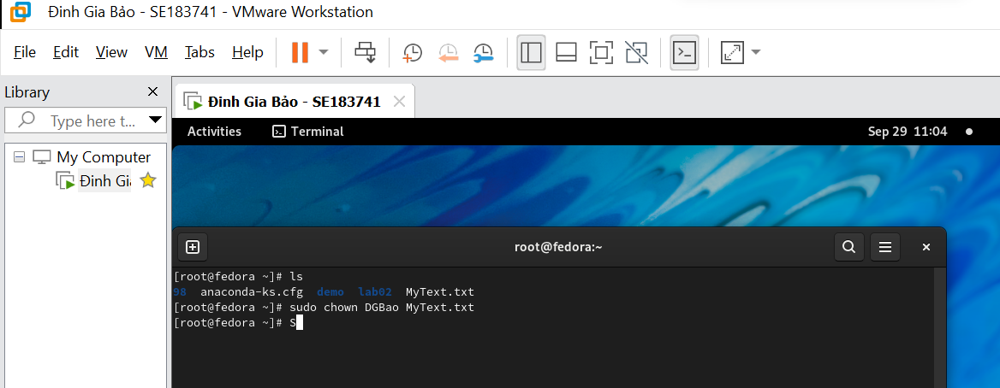 Đinh Gia Bảo - SE183741 - VMware Workstation
File Edit View VM Tabs Help
Library
Type here t...
My Computer
Đinh Gia
Đinh Gia Bảo - SE183741
Activities Terminal Sep 29 11:04
root@fedora:~
[root@fedora ~]# ls
98 anaconda-ks.cfg demo lab02 MyText.txt
[root@fedora ~]# sudo chown DGBao MyText.txt
[root@fedora ~]# S